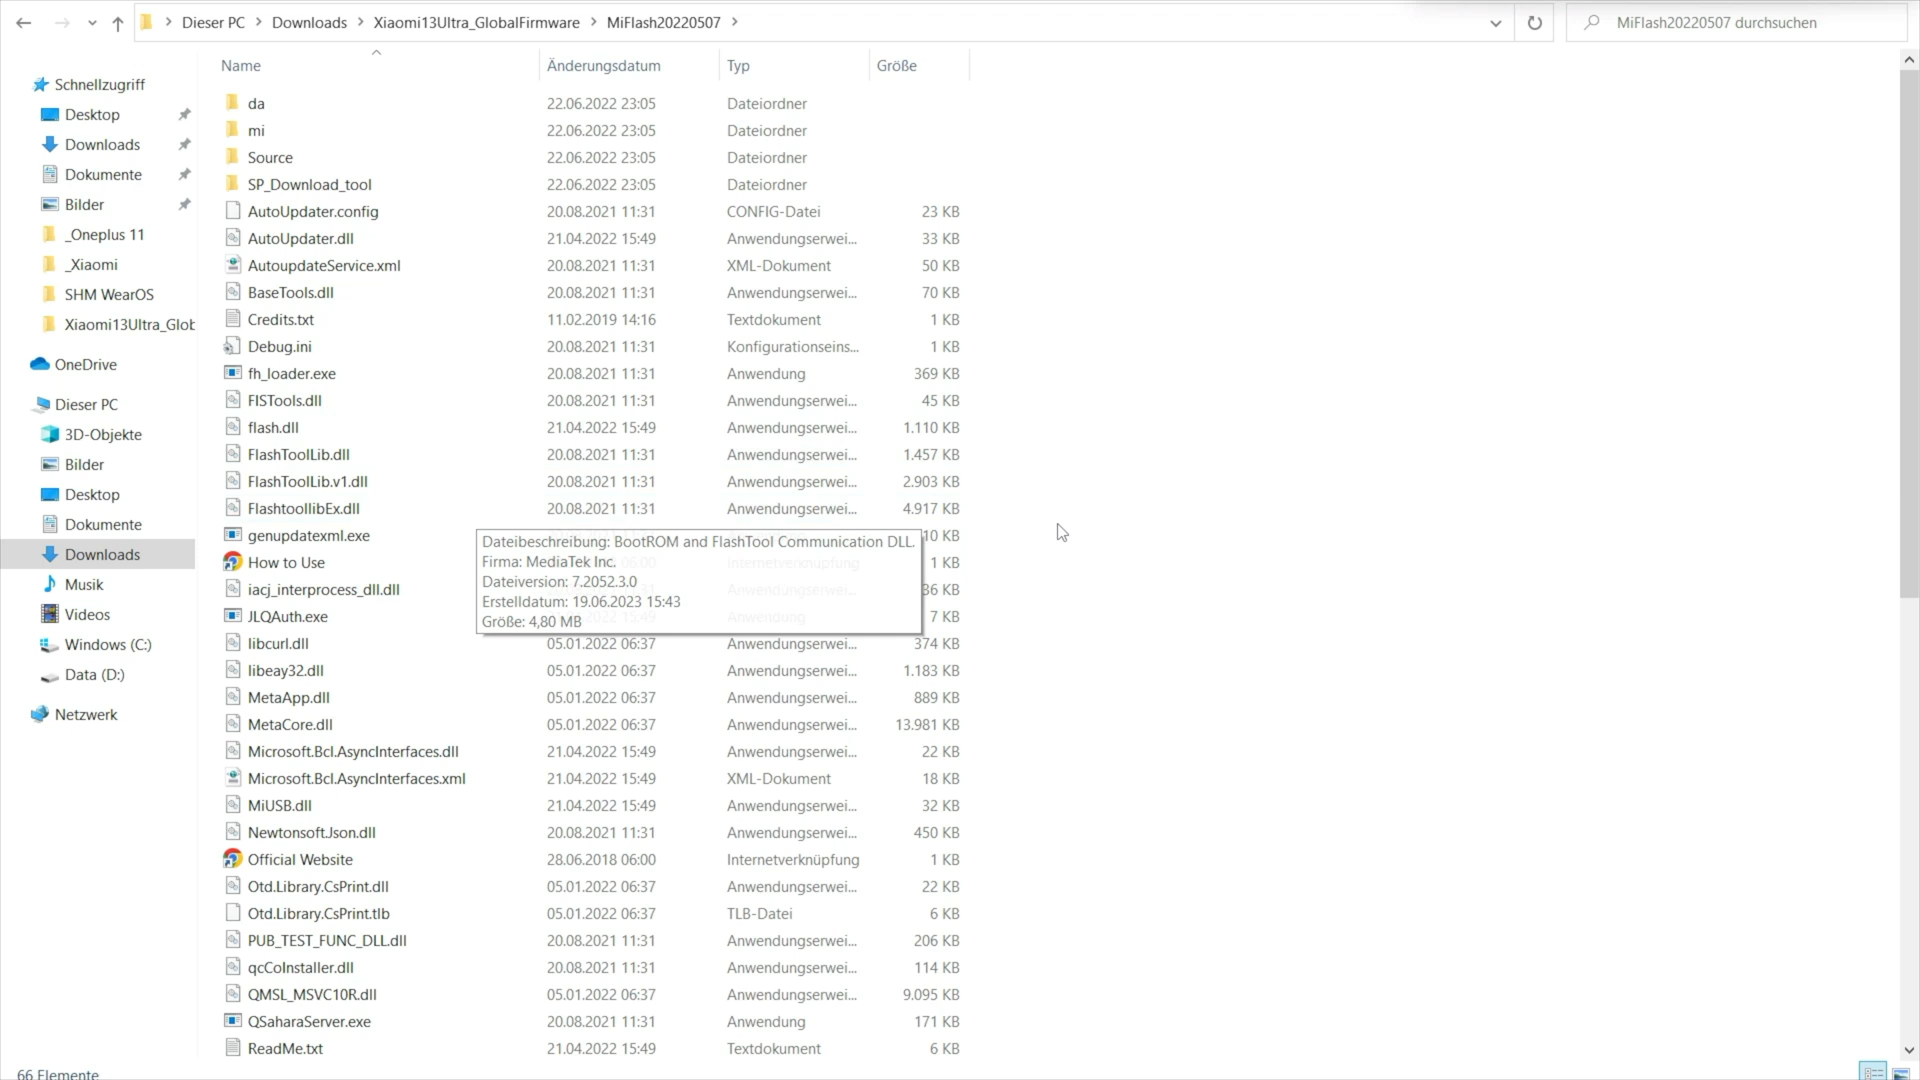 Dieser PC > Downloads > Xiaomi13Ultra_GlobalFirmware > MiFlash20220507 >
MiFlash20220507 durchsuchen
Schnellzugriff
Desktop
Downloads
Dokumente
Bilder
_Oneplus 11
_Xiaomi
SHM WearOS
Xiaomi13Ultra_Glob
OneDrive
Dieser PC
3D-Objekte
Bilder
Desktop
Dokumente
Downloads
Musik
Videos
Windows (C:)
Data (D:)
Netzwerk
Name Änderungsdatum Typ Größe
da 22.06.2022 23:05 Dateiordner
mi 22.06.2022 23:05 Dateiordner
Source 22.06.2022 23:05 Dateiordner
SP_Download_tool 22.06.2022 23:05 Dateiordner
AutoUpdater.config 20.08.2021 11:31 CONFIG-Datei 23 KB
AutoUpdater.dll 21.04.2022 15:49 Anwendungserwei... 33 KB
AutoupdateService.xml 20.08.2021 11:31 XML-Dokument 50 KB
BaseTools.dll 20.08.2021 11:31 Anwendungserwei... 70 KB
Credits.txt 11.02.2019 14:16 Textdokument 1 KB
Debug.ini 20.08.2021 11:31 Konfigurationseins... 1 KB
fh_loader.exe 20.08.2021 11:31 Anwendung 369 KB
FISTools.dll 20.08.2021 11:31 Anwendungserwei... 45 KB
flash.dll 21.04.2022 15:49 Anwendungserwei... 1.110 KB
FlashToolLib.dll 20.08.2021 11:31 Anwendungserwei... 1.457 KB
FlashToolLib.v1.dll 20.08.2021 11:31 Anwendungserwei... 2.903 KB
FlashtoollibEx.dll 20.08.2021 11:31 Anwendungserwei... 4.917 KB
genupdatexml.exe 10 KB
How to Use 06:00 Internetverknüpfung 1 KB
iacj_interprocess_dll.dll Anwendungserwei... 36 KB
JLQAuth.exe 15:49 Anwendung 7 KB
Dateibeschreibung: BootROM and FlashTool Communication DLL.
Firma: MediaTek Inc.
Dateiversion: 7.2052.3.0
Erstelldatum: 19.06.2023 15:43
Größe: 4,80 MB
libcurl.dll 05.01.2022 06:37 Anwendungserwei... 374 KB
libeay32.dll 05.01.2022 06:37 Anwendungserwei... 1.183 KB
MetaApp.dll 05.01.2022 06:37 Anwendungserwei... 889 KB
MetaCore.dll 05.01.2022 06:37 Anwendungserwei... 13.981 KB
Microsoft.Bcl.AsyncInterfaces.dll 21.04.2022 15:49 Anwendungserwei... 22 KB
Microsoft.Bcl.AsyncInterfaces.xml 21.04.2022 15:49 XML-Dokument 18 KB
MiUSB.dll 21.04.2022 15:49 Anwendungserwei... 32 KB
Newtonsoft.Json.dll 20.08.2021 11:31 Anwendungserwei... 450 KB
Official Website 28.06.2018 06:00 Internetverknüpfung 1 KB
Otd.Library.CsPrint.dll 05.01.2022 06:37 Anwendungserwei... 22 KB
Otd.Library.CsPrint.tlb 05.01.2022 06:37 TLB-Datei 6 KB
PUB_TEST_FUNC_DLL.dll 20.08.2021 11:31 Anwendungserwei... 206 KB
qcCoInstaller.dll 20.08.2021 11:31 Anwendungserwei... 114 KB
QMSL_MSVC10R.dll 05.01.2022 06:37 Anwendungserwei... 9.095 KB
QSaharaServer.exe 20.08.2021 11:31 Anwendung 171 KB
ReadMe.txt 21.04.2022 15:49 Textdokument 6 KB
66 Elemente